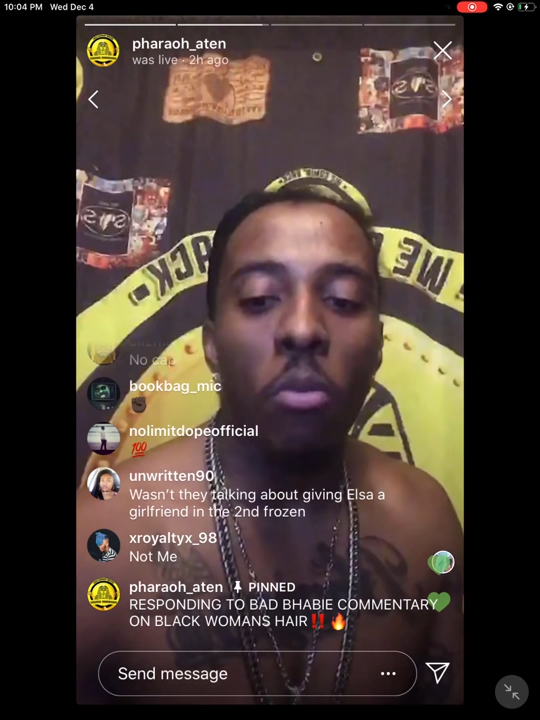 10:04 PM Wed Dec 4
pharaoh_aten
was live · 2h ago
No cap
bookbag_mic
nolimitdopeofficial
💯
unwritten90
Wasn't they talking about giving Elsa a
girlfriend in the 2nd frozen
xroyaltyx_98
Not Me
pharaoh_aten PINNED
RESPONDING TO BAD BHABIE COMMENTARY
ON BLACK WOMANS HAIR‼️🔥
Send message